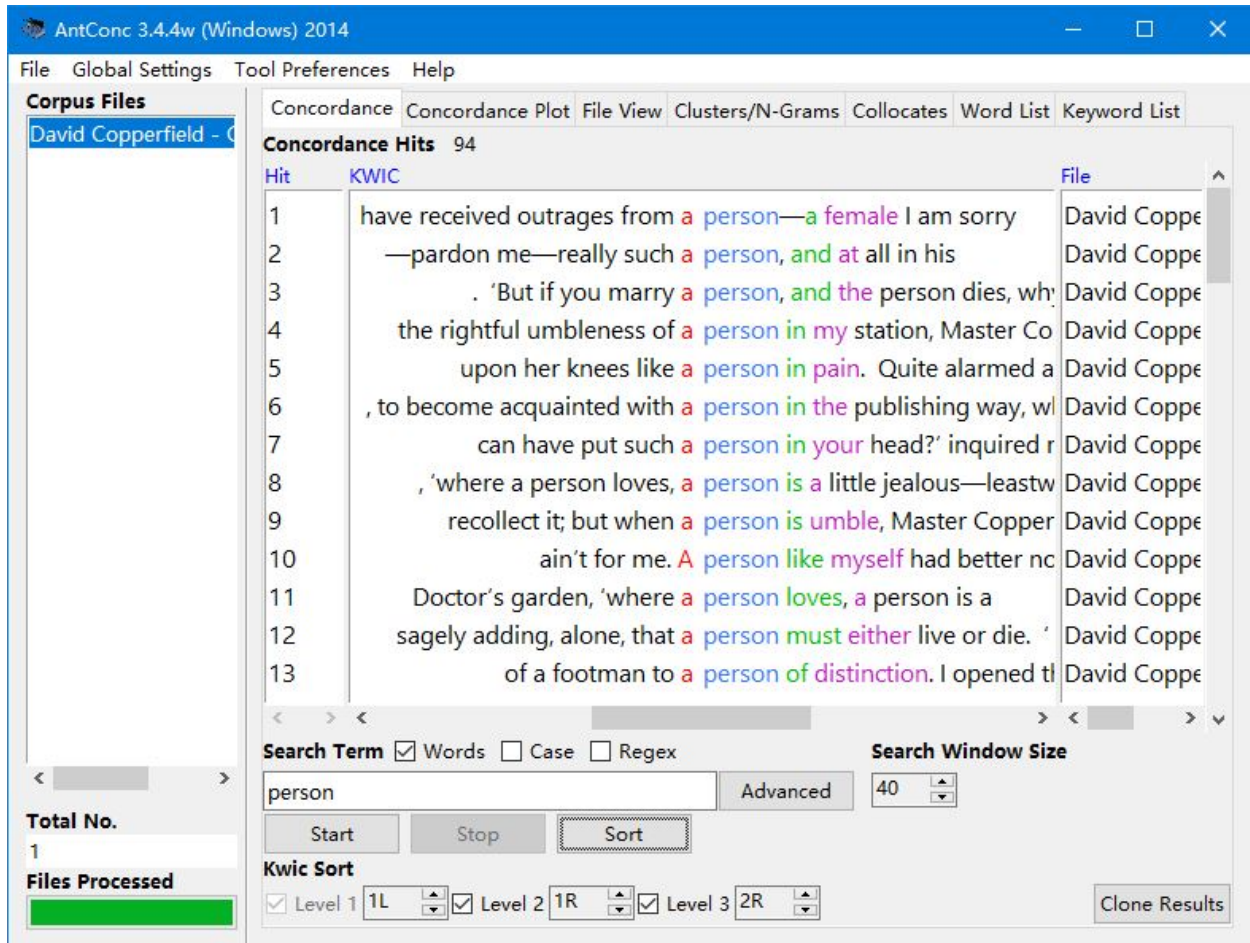 AntConc 3.4.4w (Windows) 2014
File Global Settings Tool Preferences Help
Corpus Files
David Copperfield -
Total No.
1
Files Processed
Concordance Concordance Plot File View Clusters/N-Grams Collocates Word List Keyword List
Concordance Hits 94
Hit KWIC File
1 have received outrages from a person—a female I am sorry David Coppe
2 —pardon me—really such a person, and at all in his David Coppe
3 . ‘But if you marry a person, and the person dies, why David Coppe
4 the rightful umbleness of a person in my station, Master Co David Coppe
5 upon her knees like a person in pain. Quite alarmed a David Coppe
6 , to become acquainted with a person in the publishing way, David Coppe
7 can have put such a person in your head?’ inquired David Coppe
8 , ‘where a person loves, a person is a little jealous—leastw David Coppe
9 recollect it; but when a person is umble, Master Copper David Coppe
10 ain’t for me. A person like myself had better David Coppe
11 Doctor’s garden, ‘where a person loves, a person is a David Coppe
12 sagely adding, alone, that a person must either live or die. ‘ David Coppe
13 of a footman to a person of distinction. I opened David Coppe
Search Term Words Case Regex Search Window Size
person Advanced 40
Start Stop Sort
Kwic Sort
Level 1 1L Level 2 1R Level 3 2R Clone Results